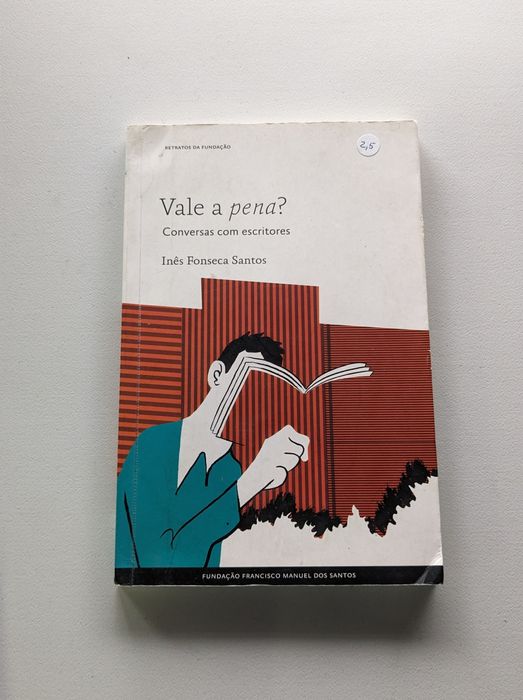 RETRATOS DA FUNDAÇÃO
2,5
Vale a pena?
Conversas com escritores
Inês Fonseca Santos
FUNDAÇÃO FRANCISCO MANUEL DOS SANTOS